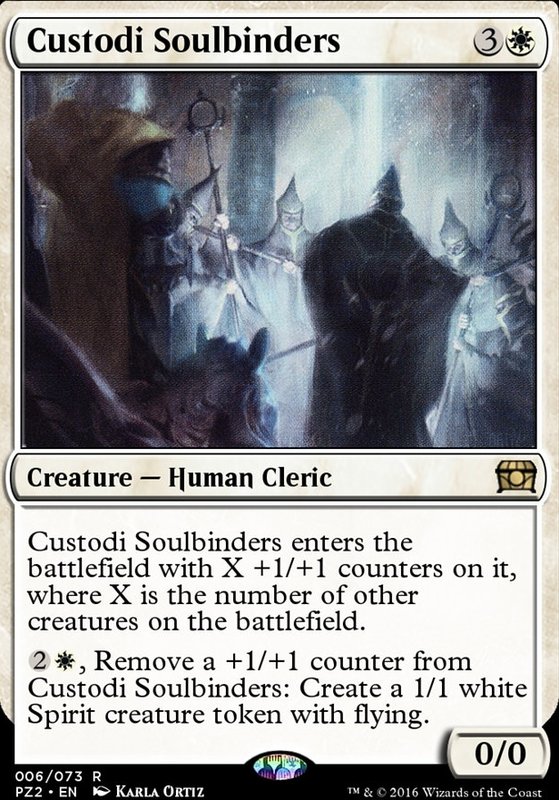 Custodi Soulbinders 3
Creature — Human Cleric
Custodi Soulbinders enters the
battlefield with X +1/+1 counters on it,
where X is the number of other
creatures on the battlefield.
2, Remove a +1/+1 counter from
Custodi Soulbinders: Create a 1/1 white
Spirit creature token with flying.
0/0
006/073 R
PZ2 • EN Karla Ortiz
™ & © 2016 Wizards of the Coast